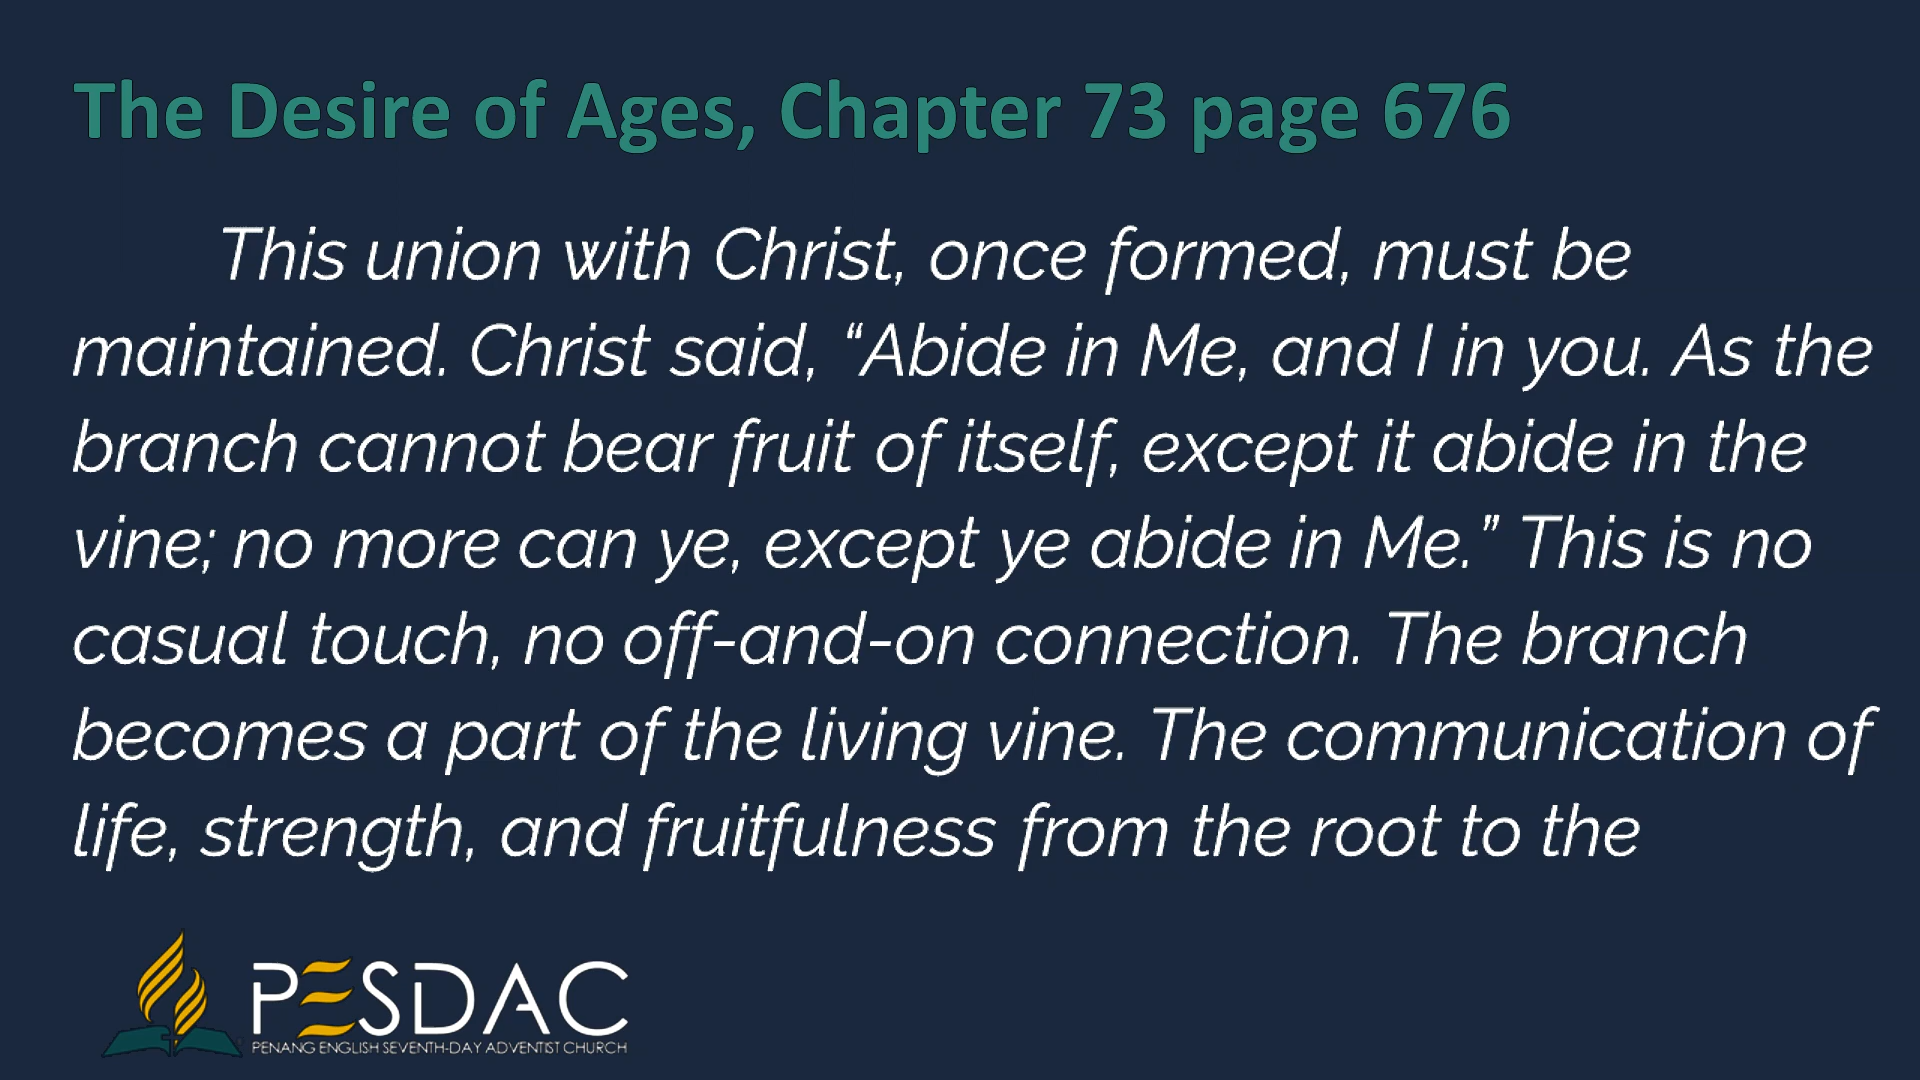 The Desire of Ages, Chapter 73 page 676
This union with Christ, once formed, must be
maintained. Christ said, “Abide in Me, and I in you. As the
branch cannot bear fruit of itself, except it abide in the
vine; no more can ye, except ye abide in Me.” This is no
casual touch, no off-and-on connection. The branch
becomes a part of the living vine. The communication of
life, strength, and fruitfulness from the root to the
PESDAC
PENANG ENGLISH SEVENTH-DAY ADVENTIST CHURCH